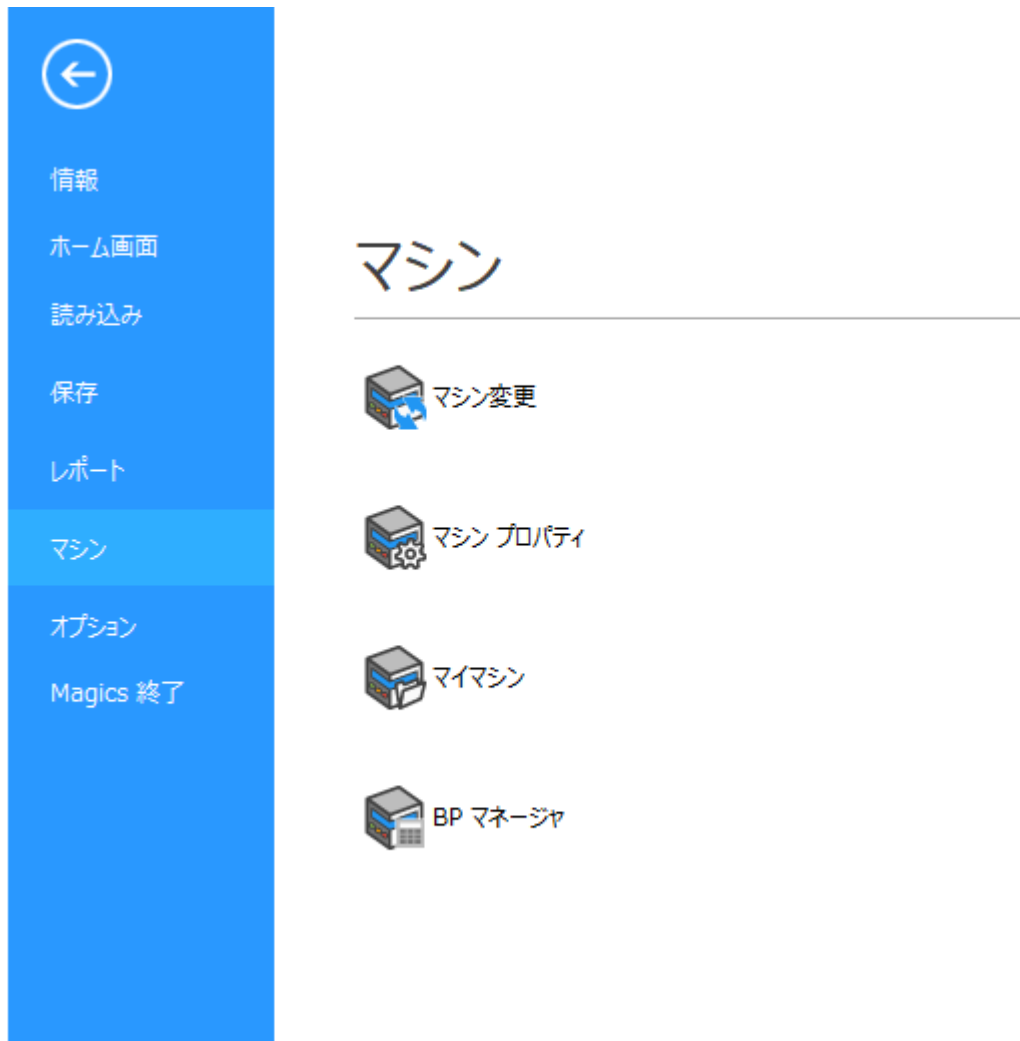 情報
ホーム画面
読み込み
保存
レポート
マシン
オプション
Magics 終了
マシン
マシン変更
マシン プロパティ
マイマシン
BP マネージャ